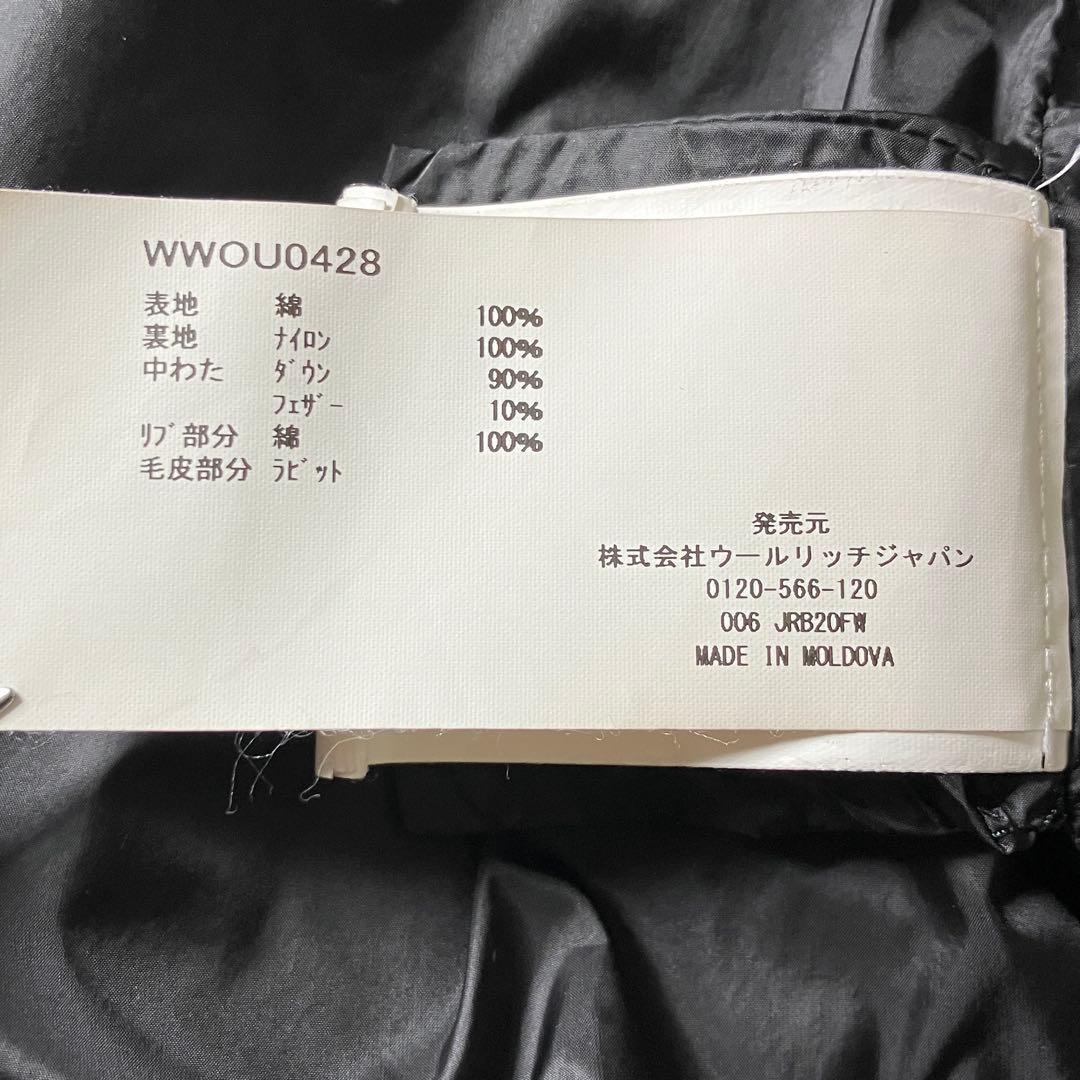 WWOU0428
表地 綿 100%
裏地 ﾅｲﾛﾝ 100%
中わた ﾀﾞｳﾝ 90%
ﾌｪｻﾞｰ 10%
ﾘﾌﾞ部分 綿 100%
毛皮部分 ﾗﾋﾞｯﾄ
発売元
株式会社ウールリッチジャパン
0120-566-120
006 JRB20FW
MADE IN MOLDOVA